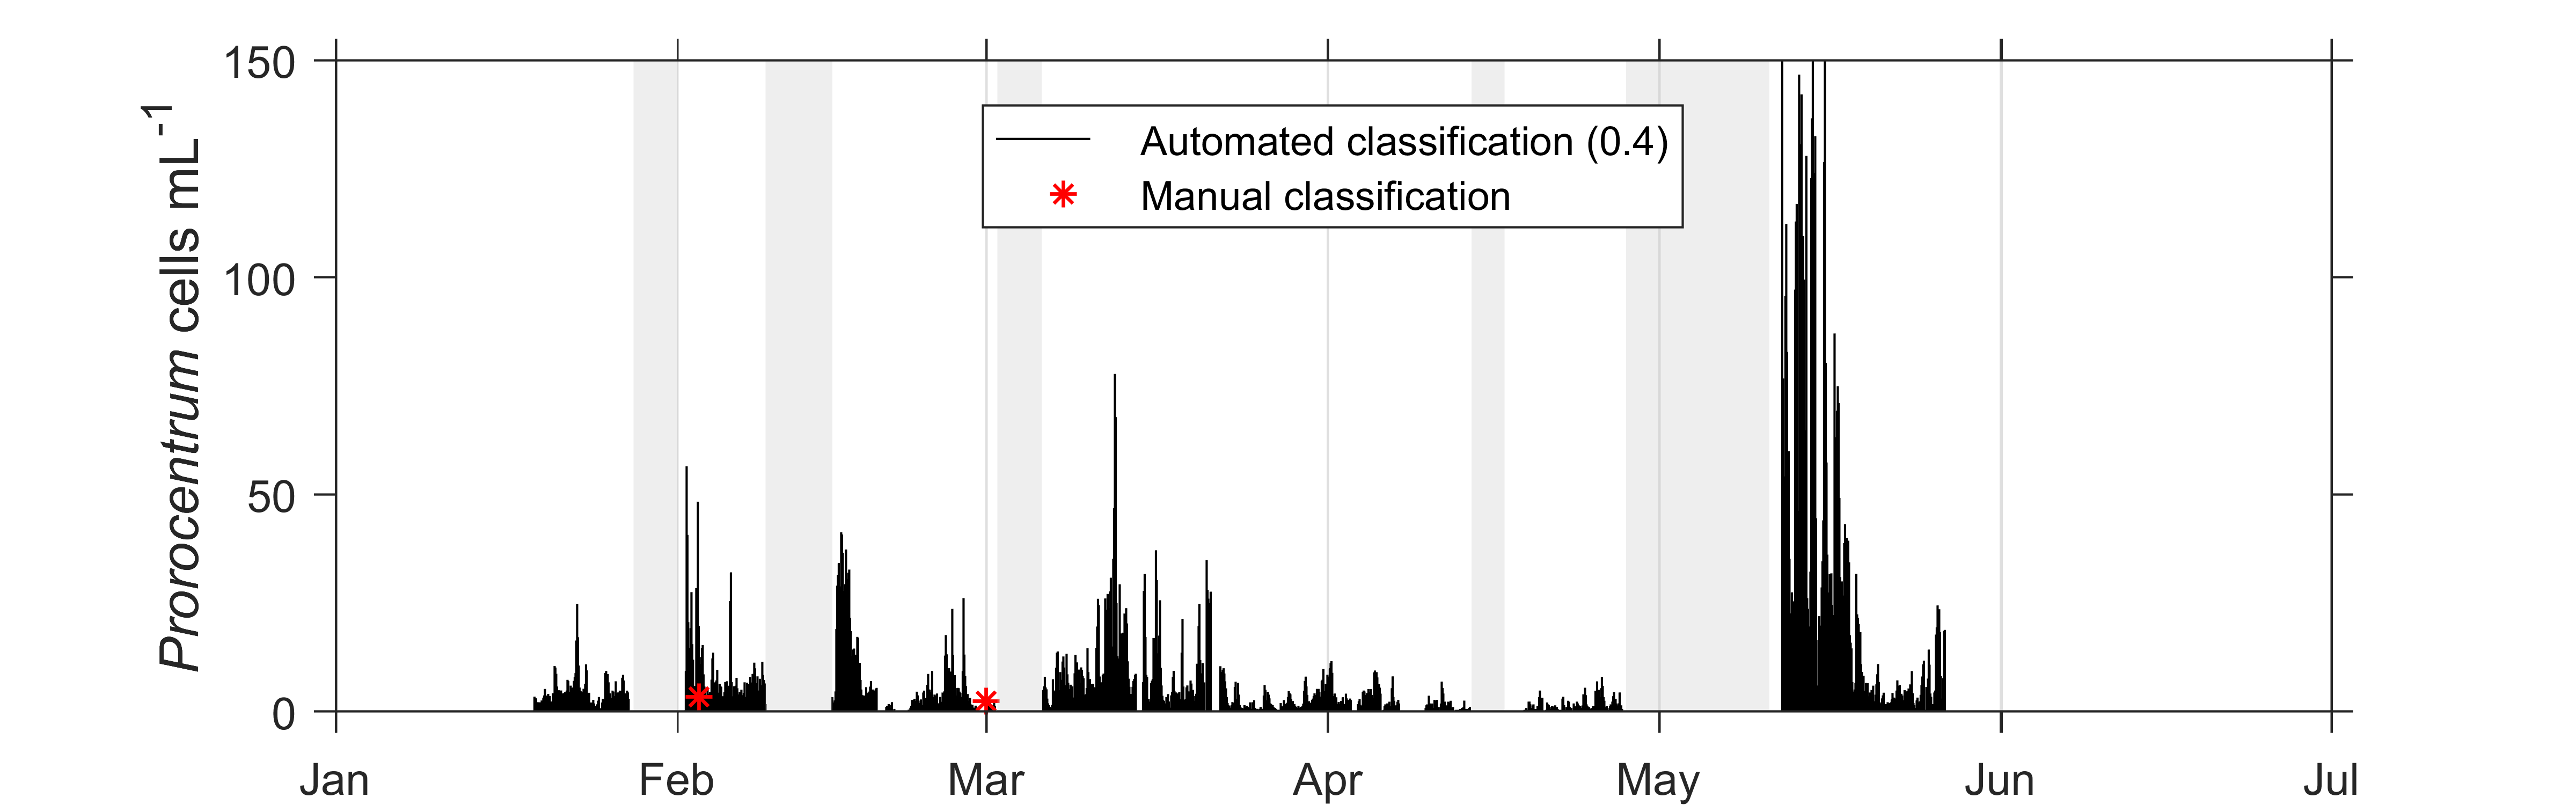 Prorocentrum cells mL-1
150
100
50
0
Automated classification (0.4)
Manual classification
Jan Feb Mar Apr May Jun Jul